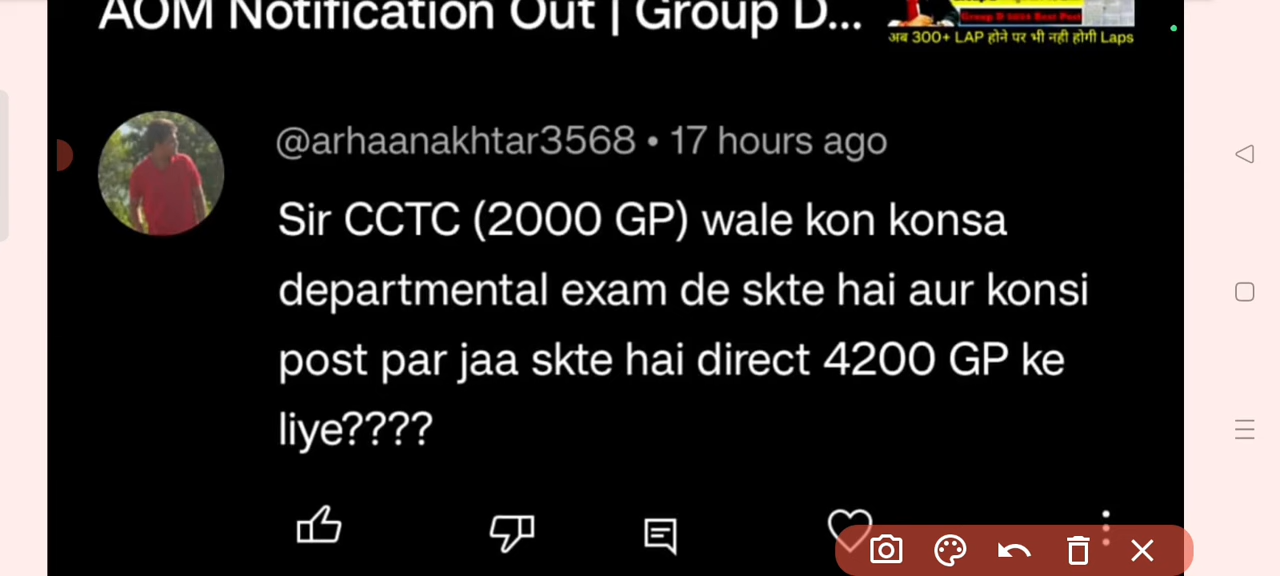 AOM Notification Out | Group D...
अब 300+ LAP होने पर भी नही होगी Laps
@arhaanakhtar3568 • 17 hours ago
Sir CCTC (2000 GP) wale kon konsa
departmental exam de skte hai aur konsi
post par jaa skte hai direct 4200 GP ke
liye????